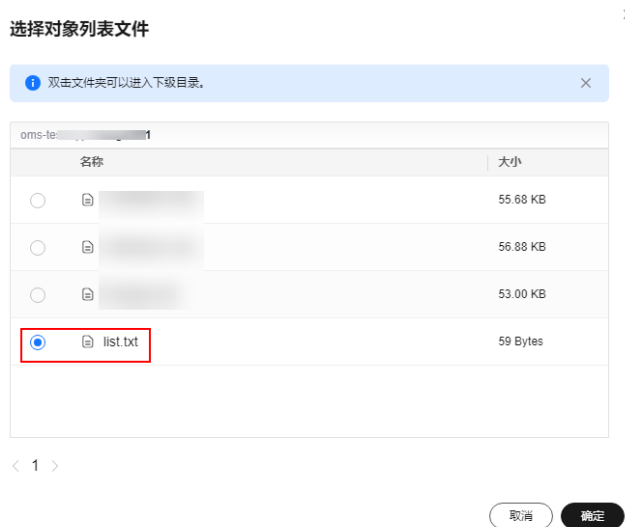 选择对象列表文件
双击文件夹可以进入下级目录。
oms-te
名称 大小
55.68 KB
56.88 KB
53.00 KB
list.txt 59 Bytes
1
取消 确定